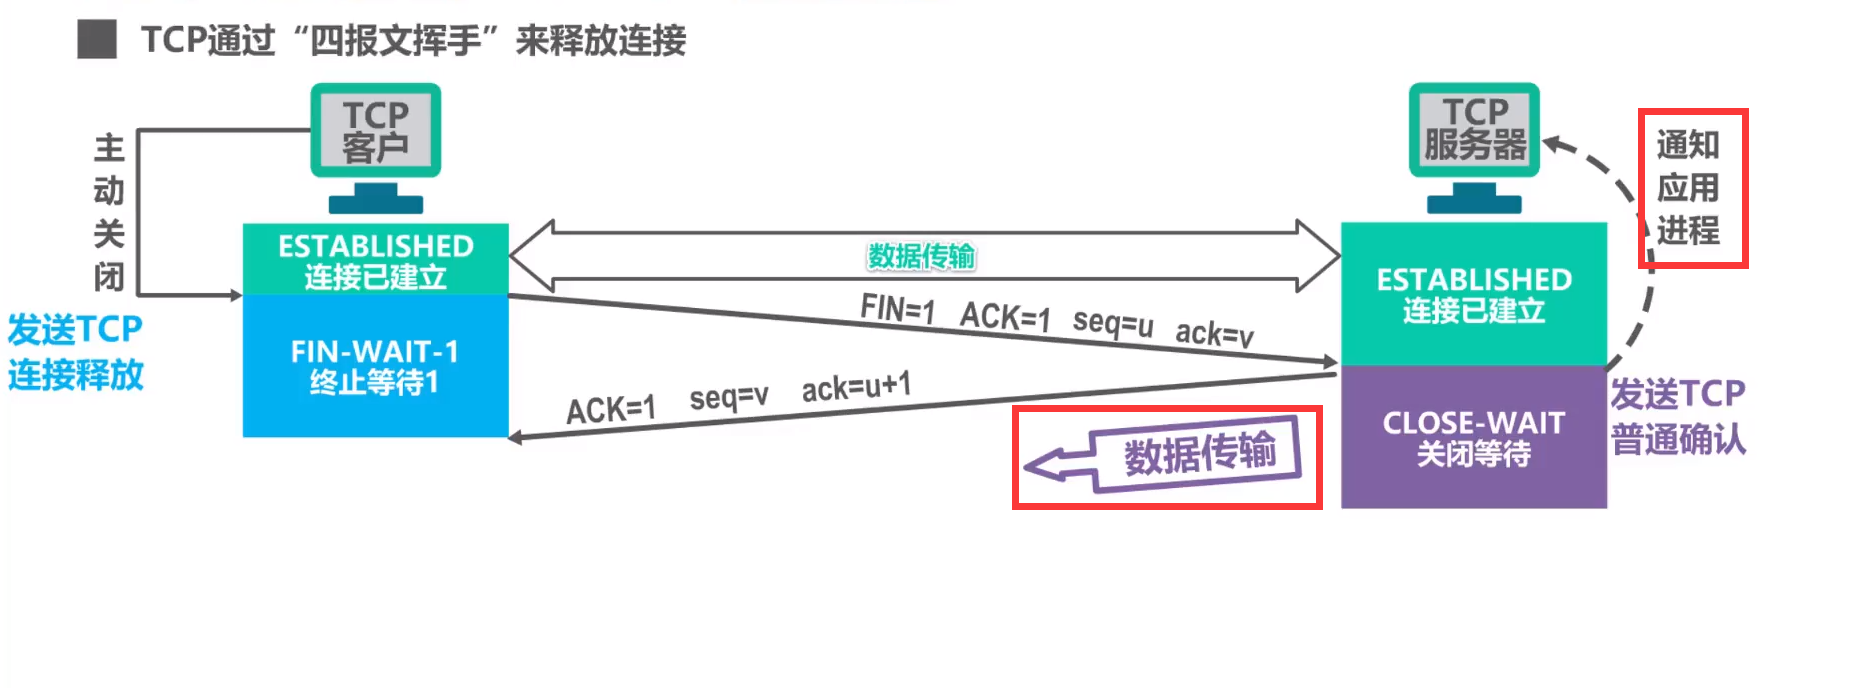 TCP通过“四报文挥手”来释放连接
TCP
客户
TCP
服务器
主动关闭
通知
应用
进程
ESTABLISHED
连接已建立
数据传输
ESTABLISHED
连接已建立
发送TCP
连接释放
FIN=1 ACK=1 seq=u ack=v
FIN-WAIT-1
终止等待1
ACK=1 seq=v ack=u+1
数据传输
CLOSE-WAIT
关闭等待
发送TCP
普通确认